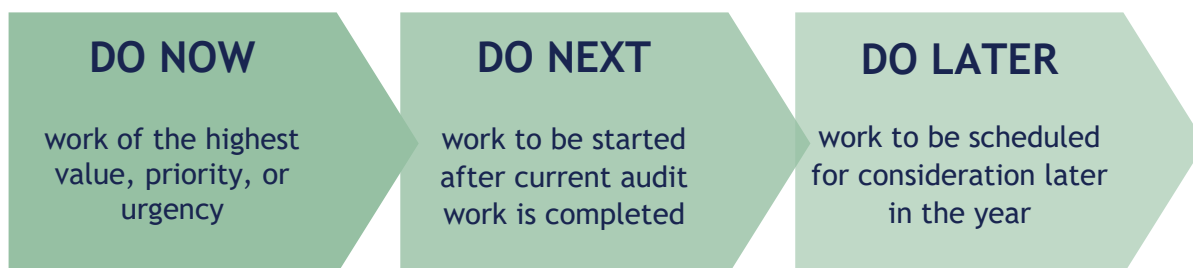 DO NOW
work of the highest
value, priority, or
urgency
DO NEXT
work to be started
after current audit
work is completed
DO LATER
work to be scheduled
for consideration later
in the year